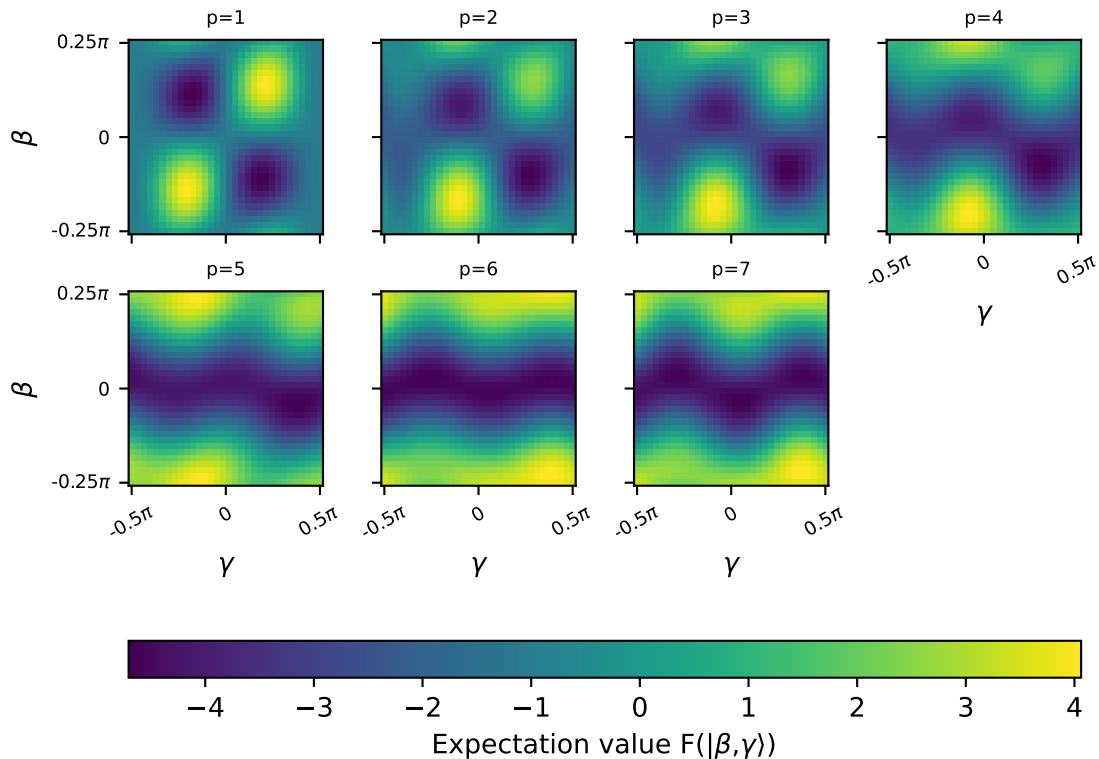 p=1
p=2
p=3
p=4
0.25π
0
-0.25π
β
-0.5π
0
0.5π
γ
p=5
p=6
p=7
0.25π
0
-0.25π
β
-0.5π
0
0.5π
γ
-0.5π
0
0.5π
γ
-0.5π
0
0.5π
γ
−4
−3
−2
−1
0
1
2
3
4
Expectation value F(|β,γ⟩)